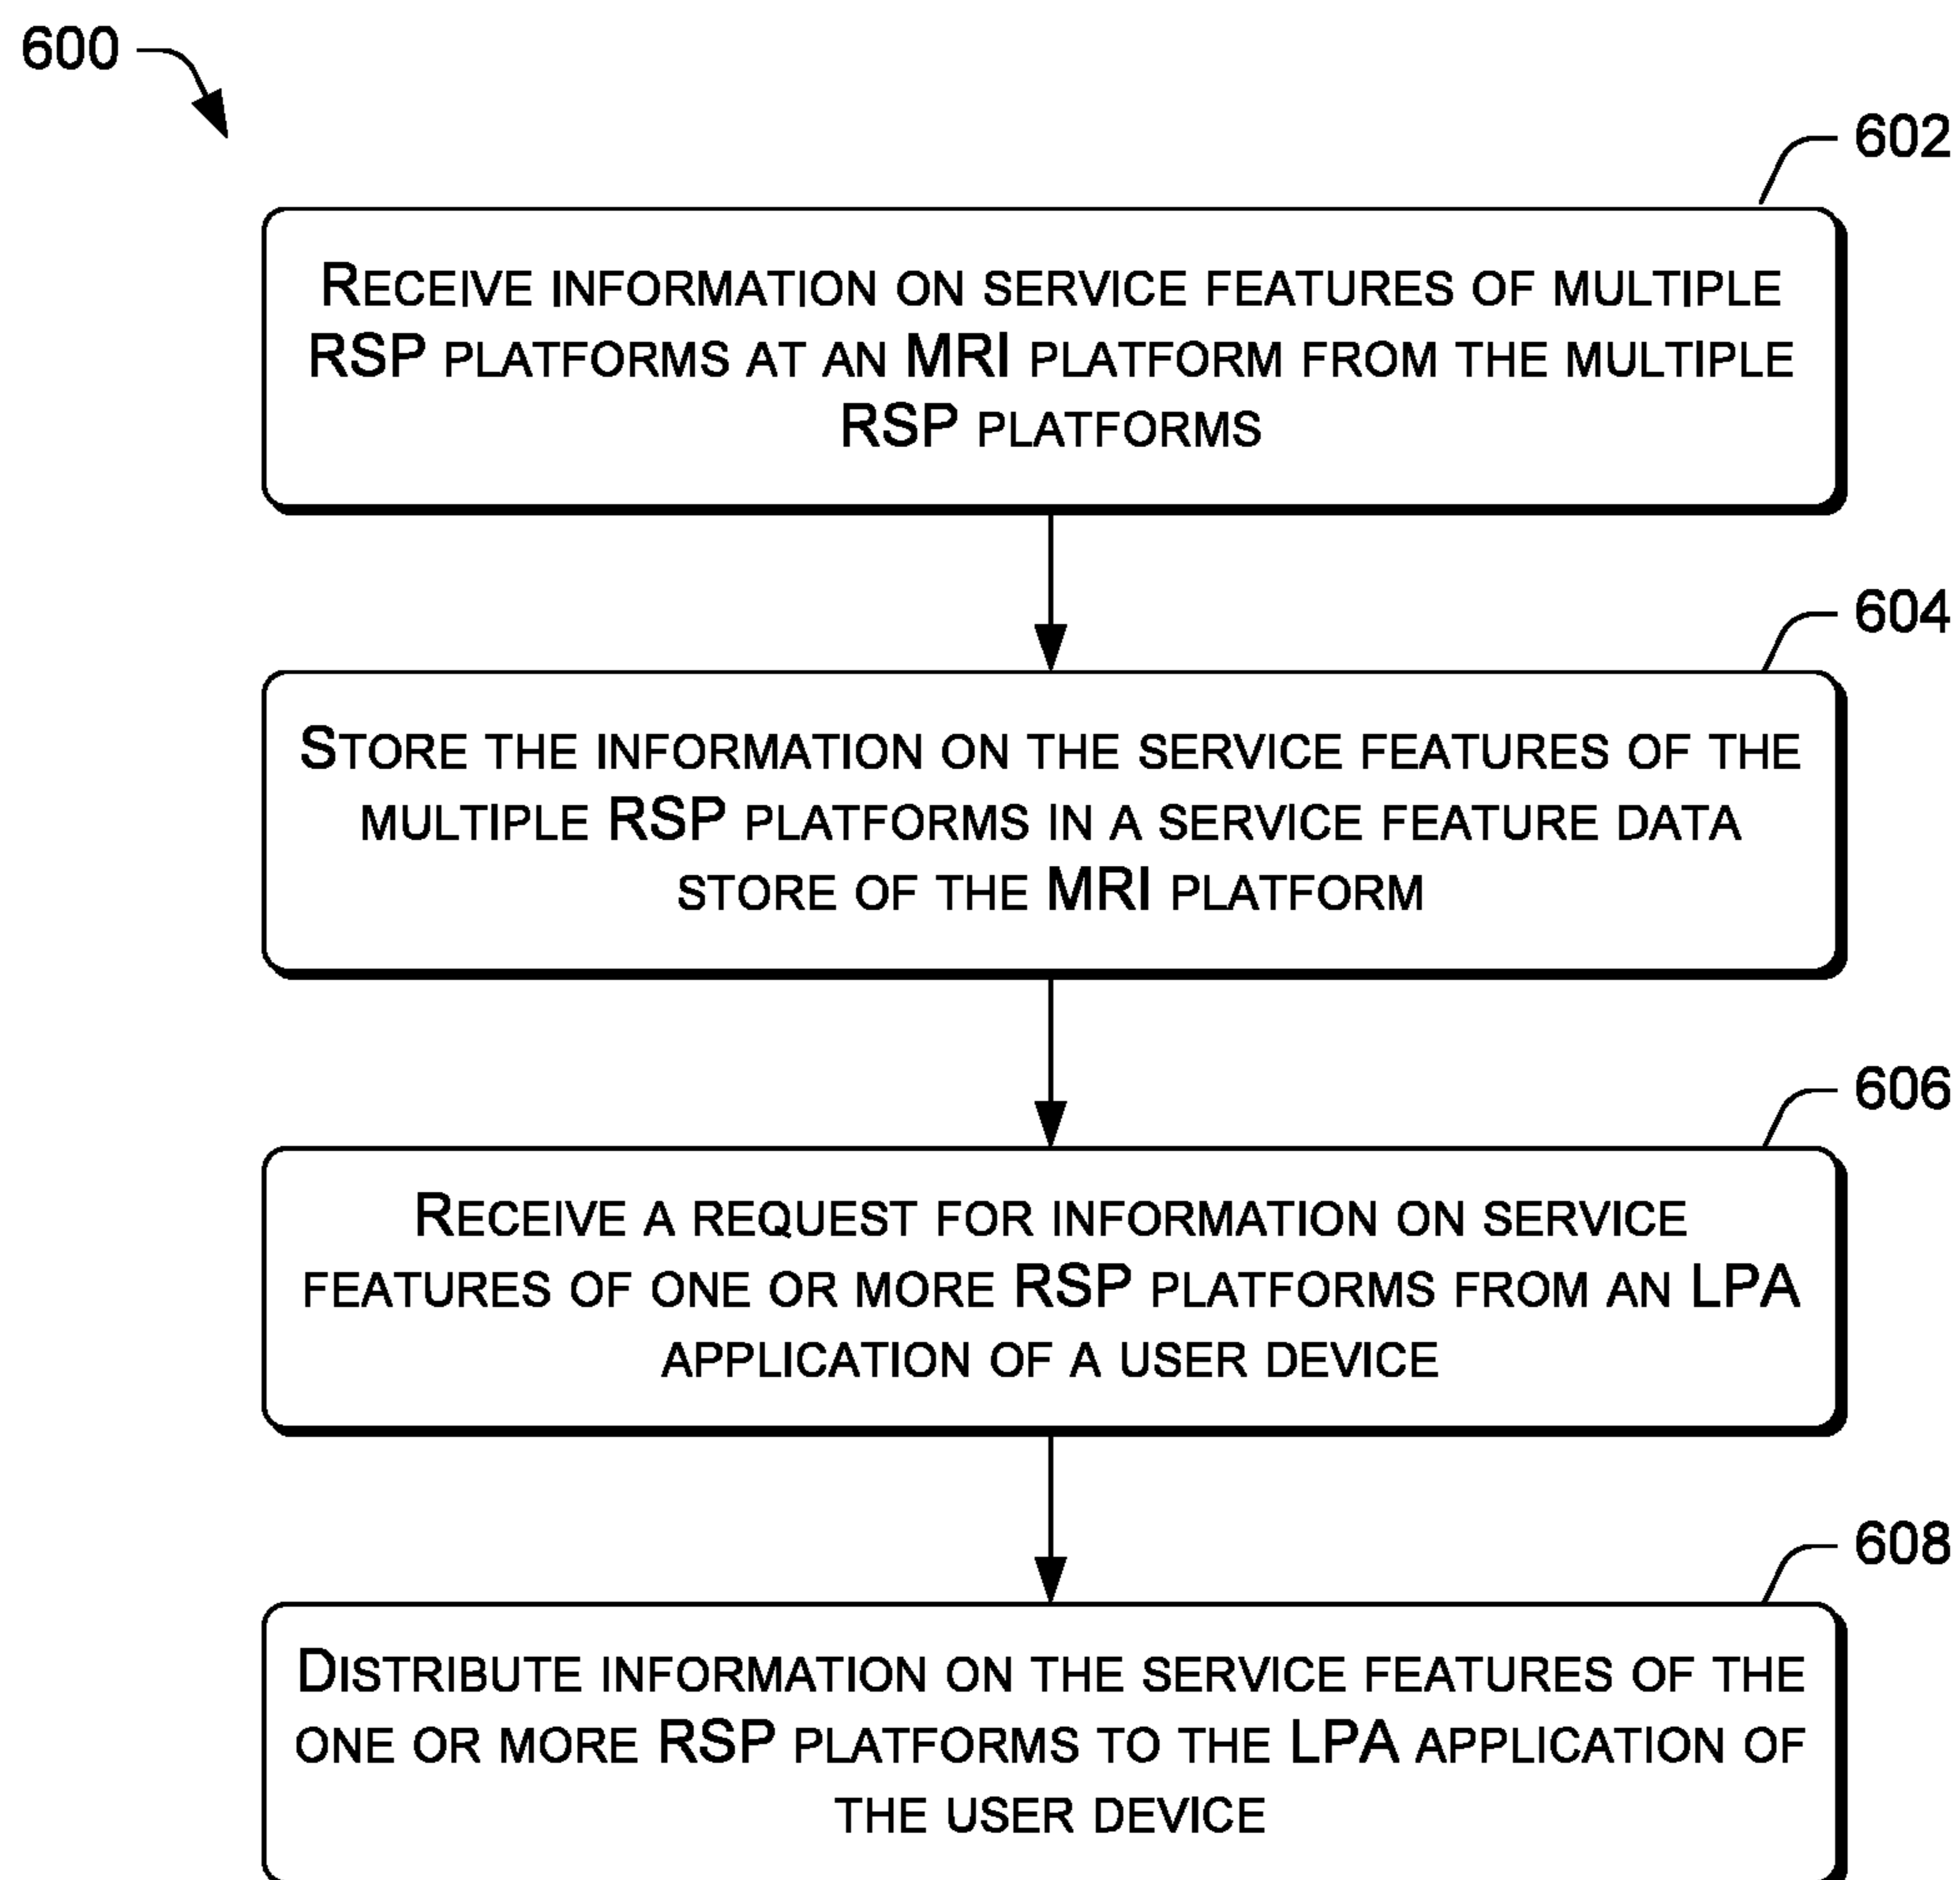 600
602
RECEIVE INFORMATION ON SERVICE FEATURES OF MULTIPLE
RSP PLATFORMS AT AN MRI PLATFORM FROM THE MULTIPLE
RSP PLATFORMS
604
STORE THE INFORMATION ON THE SERVICE FEATURES OF THE
MULTIPLE RSP PLATFORMS IN A SERVICE FEATURE DATA
STORE OF THE MRI PLATFORM
606
RECEIVE A REQUEST FOR INFORMATION ON SERVICE
FEATURES OF ONE OR MORE RSP PLATFORMS FROM AN LPA
APPLICATION OF A USER DEVICE
608
DISTRIBUTE INFORMATION ON THE SERVICE FEATURES OF THE
ONE OR MORE RSP PLATFORMS TO THE LPA APPLICATION OF
THE USER DEVICE